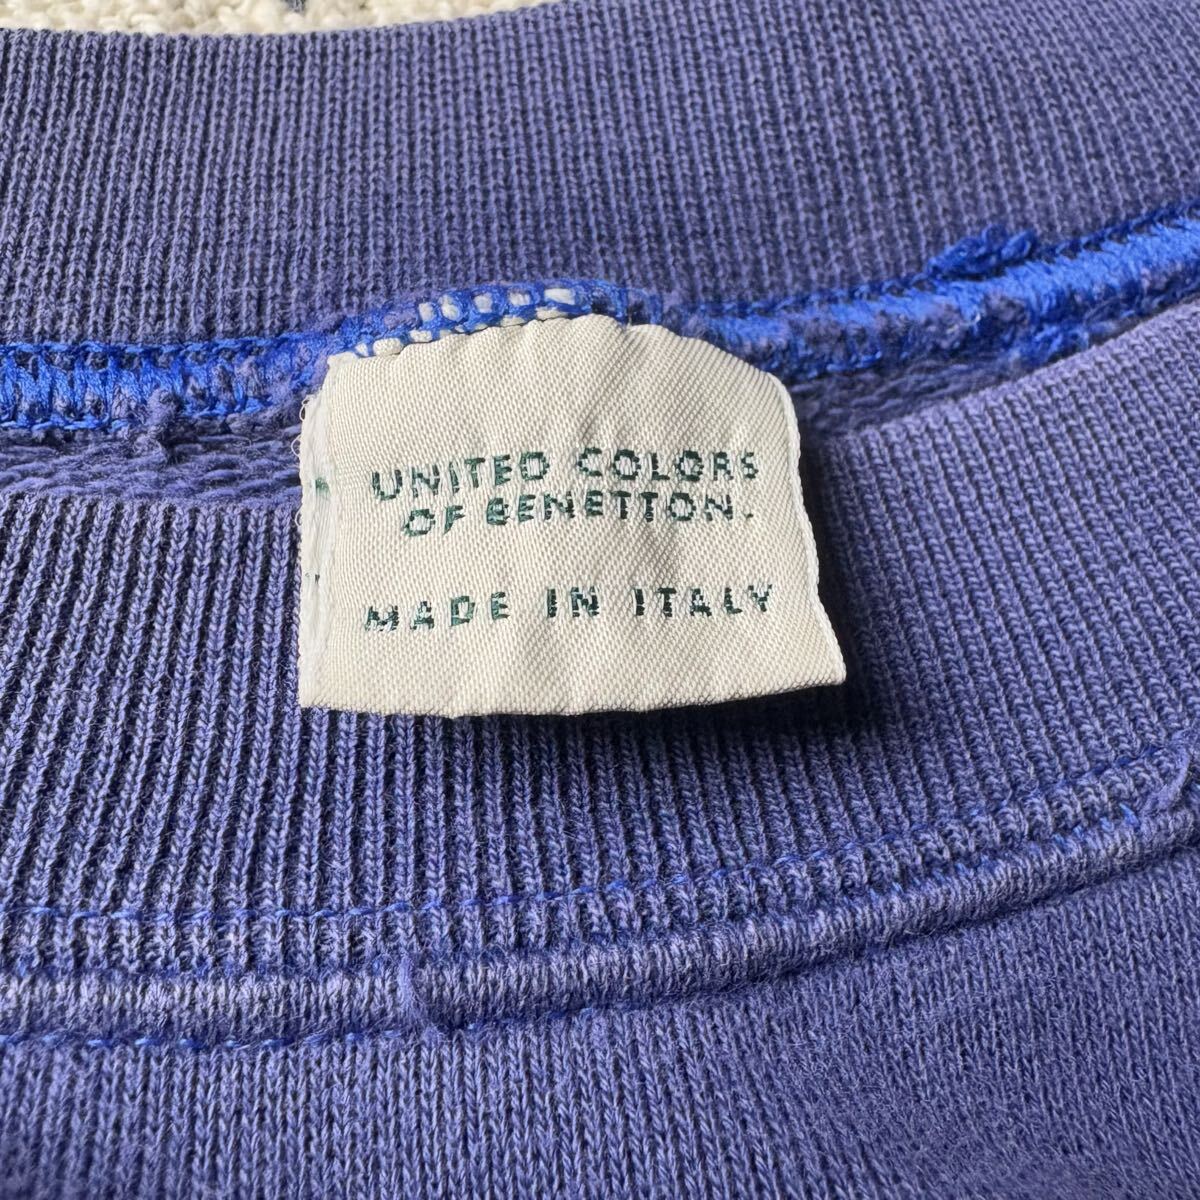 UNITED COLORS
OF BENETTON.
MADE IN ITALY